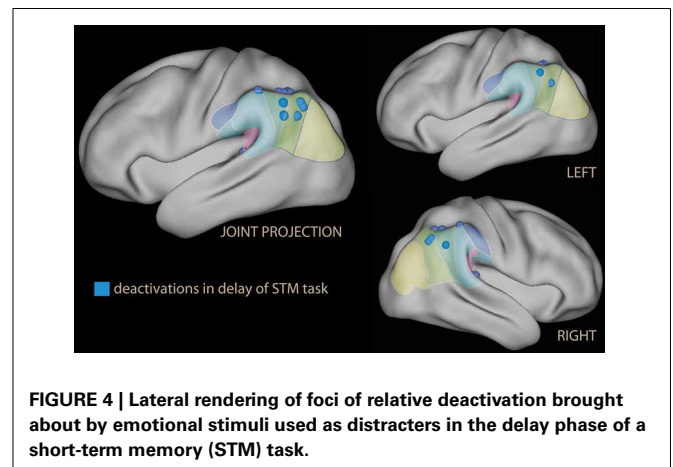 LEFT
JOINT PROJECTION
deactivations in delay of STM task
RIGHT
FIGURE 4 | Lateral rendering of foci of relative deactivation brought
about by emotional stimuli used as distracters in the delay phase of a
short-term memory (STM) task.